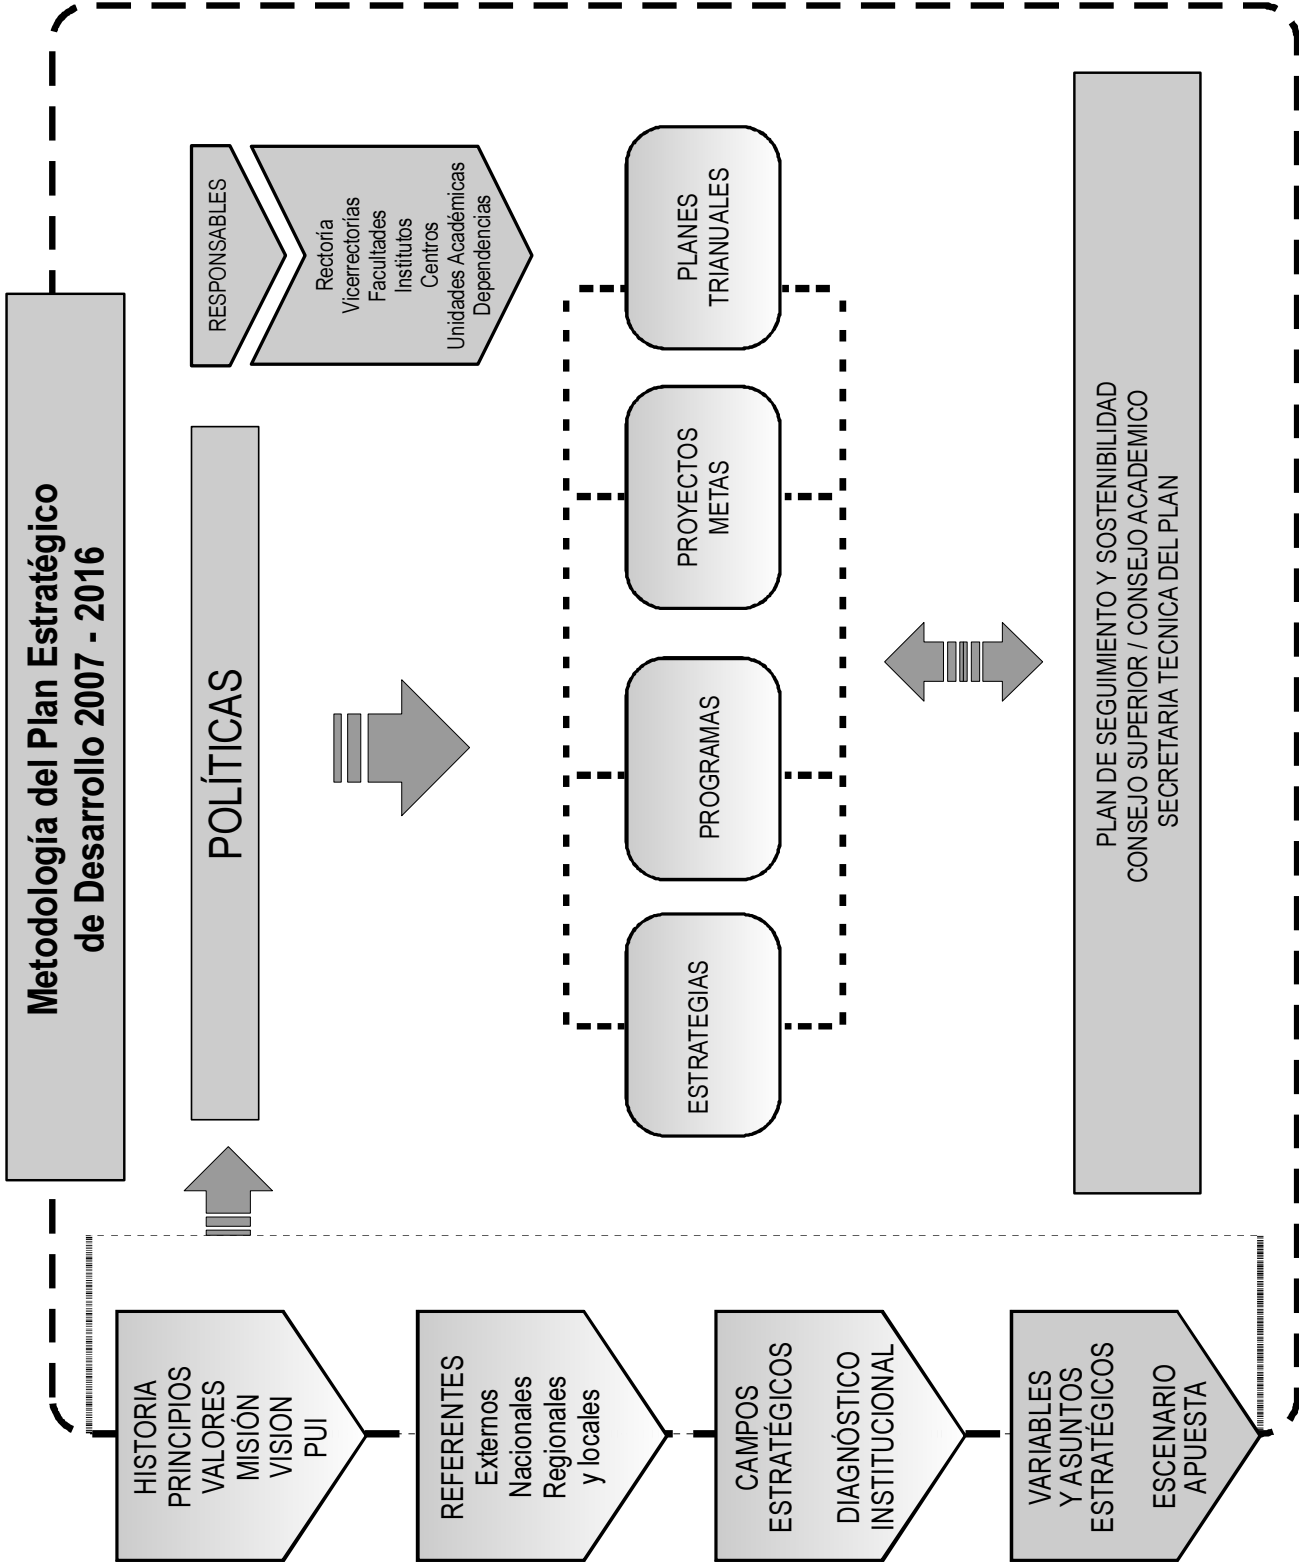 Metodología del Plan Estratégico
de Desarrollo 2007 - 2016
HISTORIA
PRINCIPIOS
VALORES
MISIÓN
VISION
PUI
REFERENTES
Externos
Nacionales
Regionales
y locales
CAMPOS
ESTRATÉGICOS
DIAGNÓSTICO
INSTITUCIONAL
VARIABLES
Y ASUNTOS
ESTRATÉGICOS
ESCENARIO
APUESTA
POLÍTICAS
RESPONSABLES
Rectoría
Vicerrectorías
Facultades
Institutos
Centros
Unidades Académicas
Dependencias
ESTRATEGIAS
PROGRAMAS
PROYECTOS
METAS
PLANES
TRIANUALES
PLAN DE SEGUIMIENTO Y SOSTENIBILIDAD
CONSEJO SUPERIOR / CONSEJO ACADEMICO
SECRETARIA TECNICA DEL PLAN